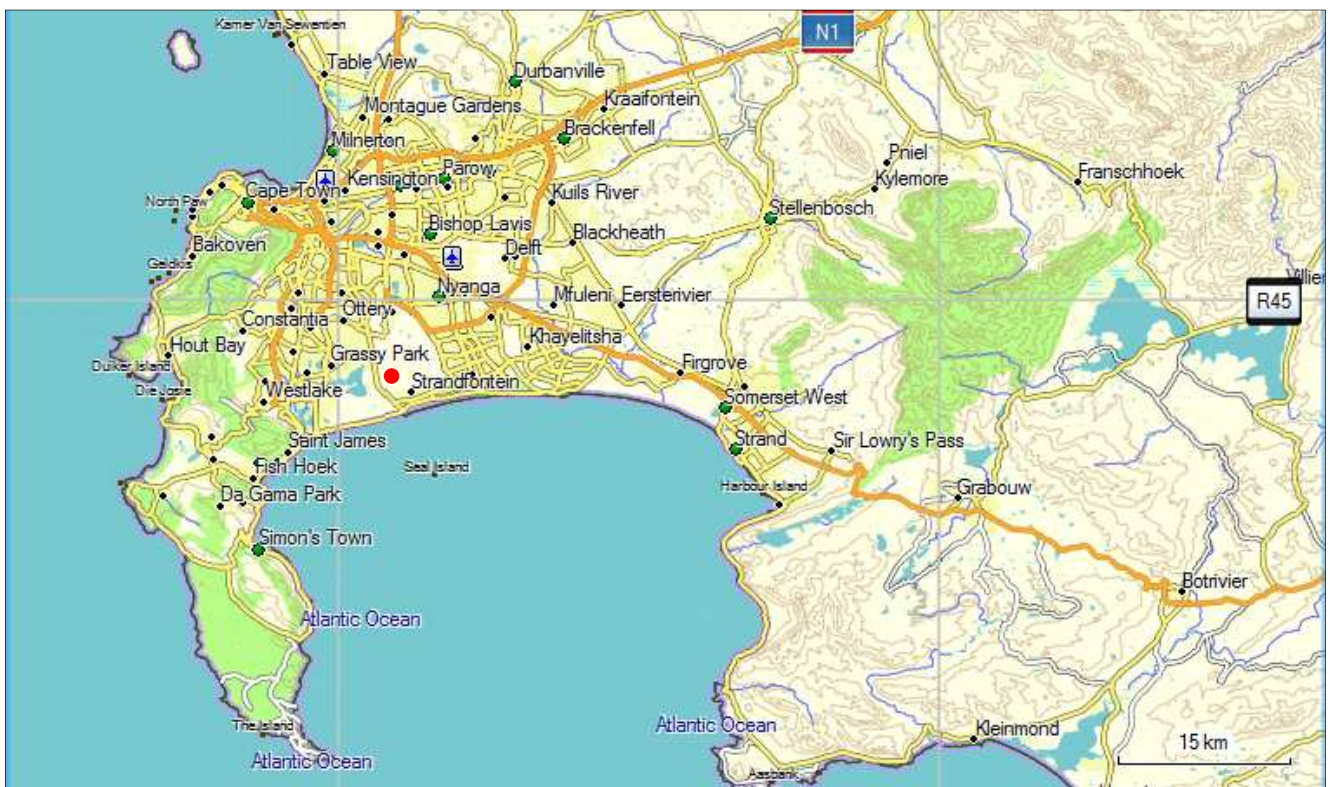 Kamer Van Sewentien
N1
Table View
Durbanville
Montague Gardens
Kraaifontein
Brackenfell
Milnerton
Pniel
Franschhoek
Kensington
Parow
Kylemore
Cape Town
Kuils River
North Paw
Stellenbosch
Bishop Lavis
Blackheath
Bakoven
Delft
Geldkis
Nyanga
R45
Mfuleni
Eersterivier
Ottery
Constantia
Khayelitsha
Hout Bay
Grassy Park
Firgrove
Duiker Island
Strandfontein
Die Josie
Westlake
Somerset West
Saint James
Strand
Sir Lowry's Pass
Fish Hoek
Seal Island
Harbour Island
Grabouw
Da Gama Park
Simon's Town
Botrivier
Atlantic Ocean
The Island
Atlantic Ocean
Kleinmond
15 km
Atlantic Ocean
Aasbank